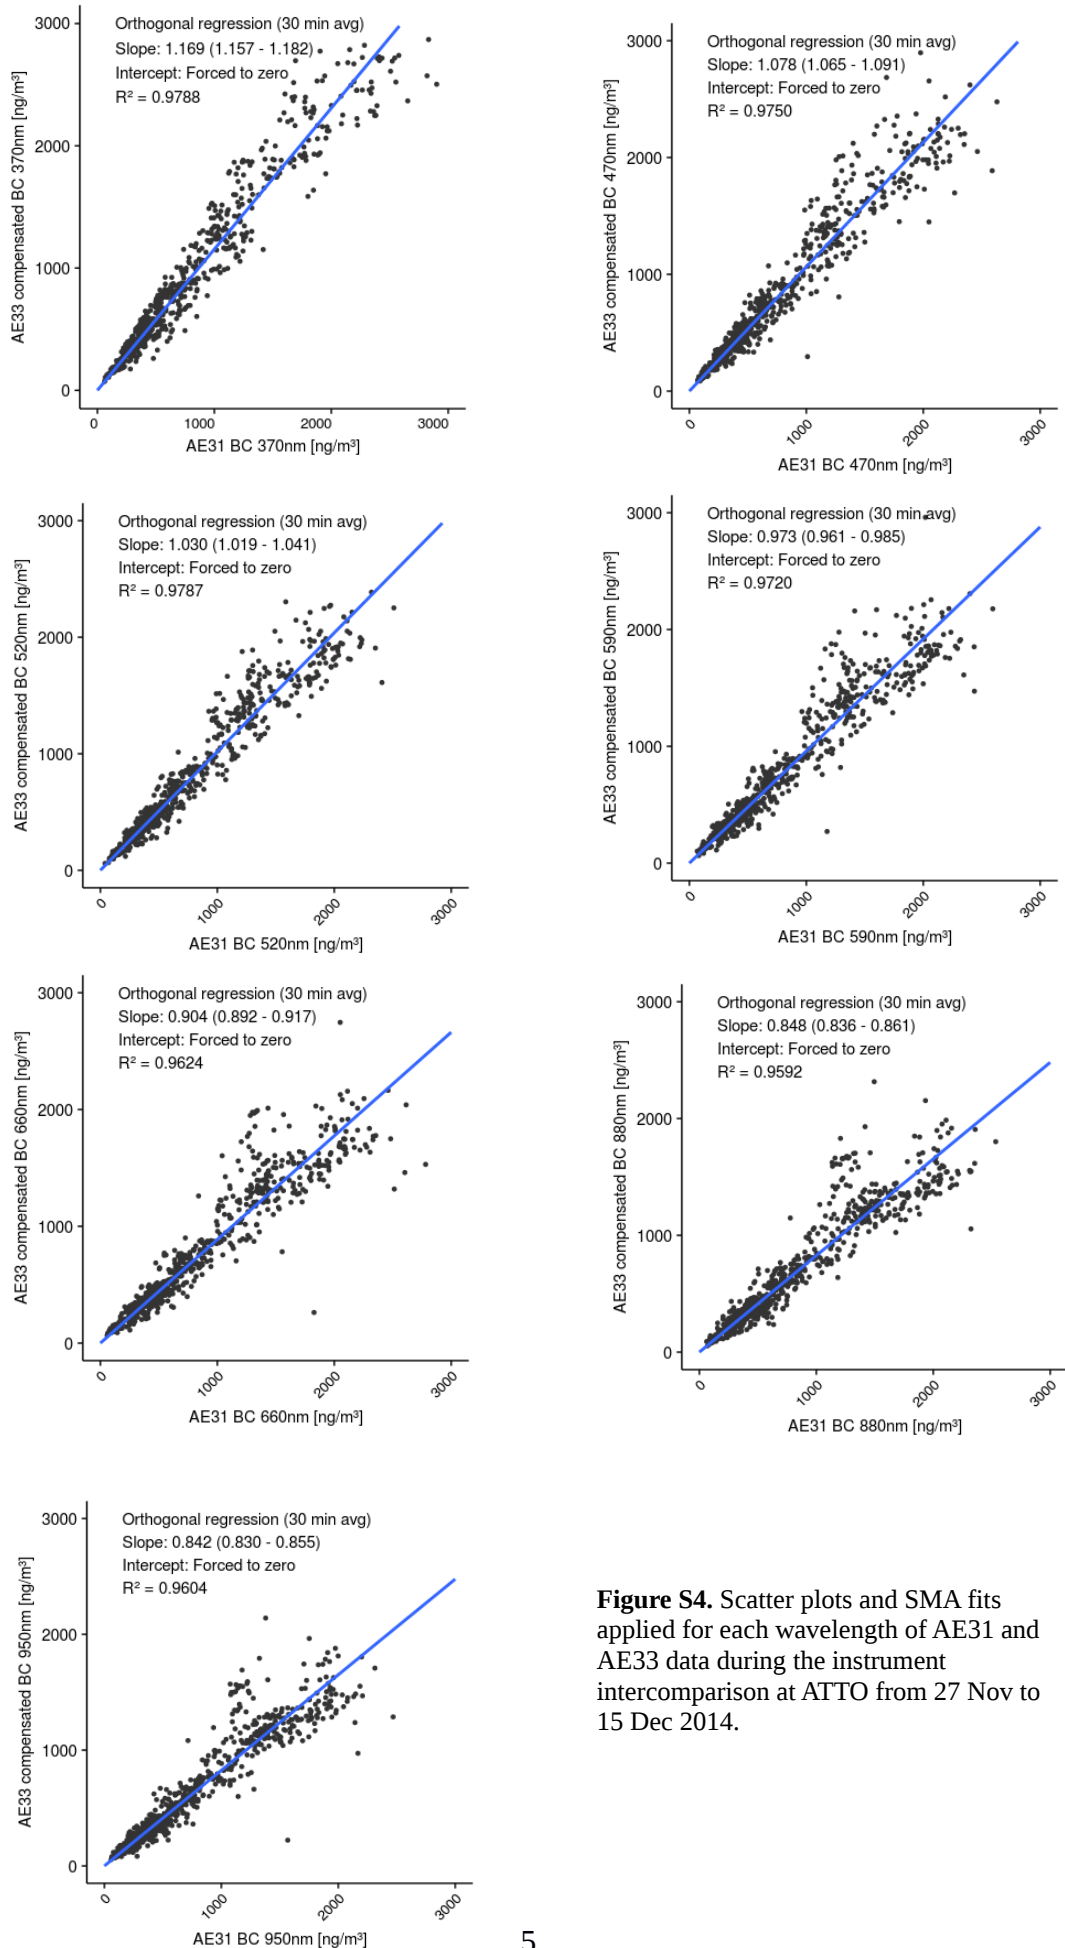 Orthogonal regression (30 min avg)
Slope: 1.169 (1.157 - 1.182)
Intercept: Forced to zero
R² = 0.9788
3000
2000
1000
0
AE33 compensated BC 370nm [ng/m³]
0 1000 2000 3000
AE31 BC 370nm [ng/m³]
Orthogonal regression (30 min avg)
Slope: 1.078 (1.065 - 1.091)
Intercept: Forced to zero
R² = 0.9750
3000
2000
1000
0
AE33 compensated BC 470nm [ng/m³]
0 1000 2000 3000
AE31 BC 470nm [ng/m³]
Orthogonal regression (30 min avg)
Slope: 1.030 (1.019 - 1.041)
Intercept: Forced to zero
R² = 0.9787
3000
2000
1000
0
AE33 compensated BC 520nm [ng/m³]
0 1000 2000 3000
AE31 BC 520nm [ng/m³]
Orthogonal regression (30 min avg)
Slope: 0.973 (0.961 - 0.985)
Intercept: Forced to zero
R² = 0.9720
3000
2000
1000
0
AE33 compensated BC 590nm [ng/m³]
0 1000 2000 3000
AE31 BC 590nm [ng/m³]
Orthogonal regression (30 min avg)
Slope: 0.904 (0.892 - 0.917)
Intercept: Forced to zero
R² = 0.9624
3000
2000
1000
0
AE33 compensated BC 660nm [ng/m³]
0 1000 2000 3000
AE31 BC 660nm [ng/m³]
Orthogonal regression (30 min avg)
Slope: 0.848 (0.836 - 0.861)
Intercept: Forced to zero
R² = 0.9592
3000
2000
1000
0
AE33 compensated BC 880nm [ng/m³]
0 1000 2000 3000
AE31 BC 880nm [ng/m³]
Orthogonal regression (30 min avg)
Slope: 0.842 (0.830 - 0.855)
Intercept: Forced to zero
R² = 0.9604
3000
2000
1000
0
AE33 compensated BC 950nm [ng/m³]
0 1000 2000 3000
AE31 BC 950nm [ng/m³]
Figure S4. Scatter plots and SMA fits
applied for each wavelength of AE31 and
AE33 data during the instrument
intercomparison at ATTO from 27 Nov to
15 Dec 2014.
5